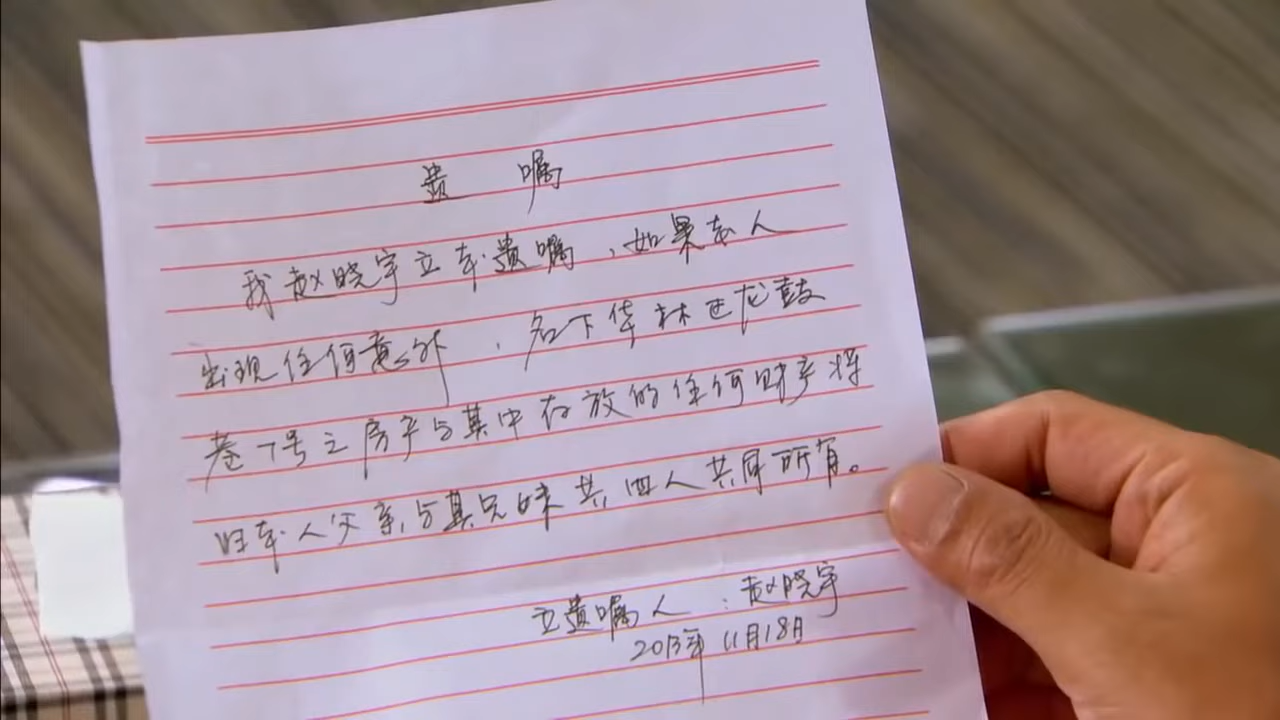 遗嘱
我赵晓宇立本遗嘱，如果本人
出现任何意外，名下华林区龙鼓
巷7号之房产与其中存放的任何财产将
归本人父亲与其兄妹共四人共同所有。
立遗嘱人：赵晓宇
2013年11月18日